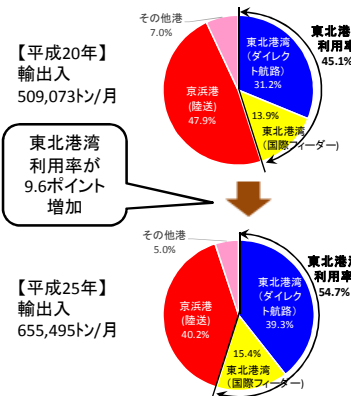 その他港
7.0%
【平成20年】
輸出入
509,073トン/月
東北港湾
(ダイレク
ト航路)
31.2%
東北港
利用率
45.1%
京浜港
(陸送)
47.9%
13.9%
東北港湾
(国際フィーダー)
東北港湾
利用率が
9.6ポイント
増加
その他港
5.0%
【平成25年】
輸出入
655,495トン/月
東北港湾
(ダイレク
ト航路)
39.3%
東北港
利用率
54.7%
京浜港
(陸送)
40.2%
15.4%
東北港湾
(国際フィーダー)